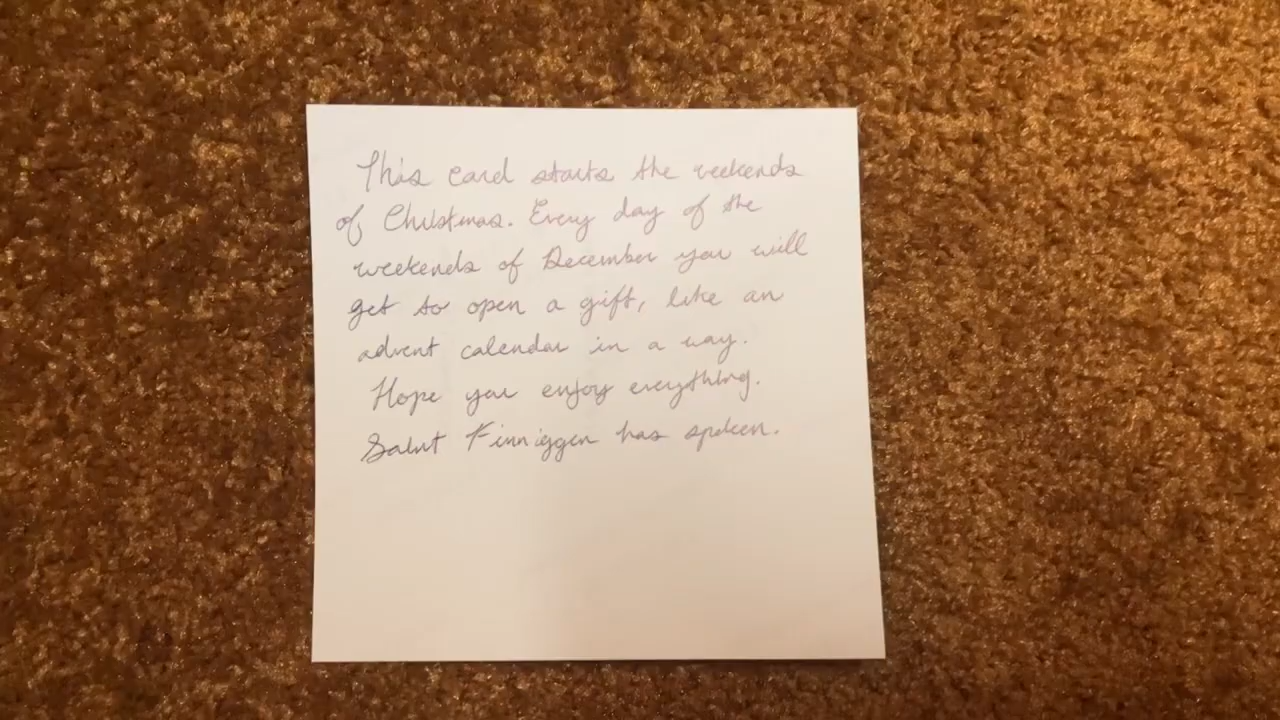 This card starts the weekends
of Christmas. Every day of the
weekends of December you will
get to open a gift, like an
advent calendar in a way.
Hope you enjoy everything.
Saint Finniggen has spoken.